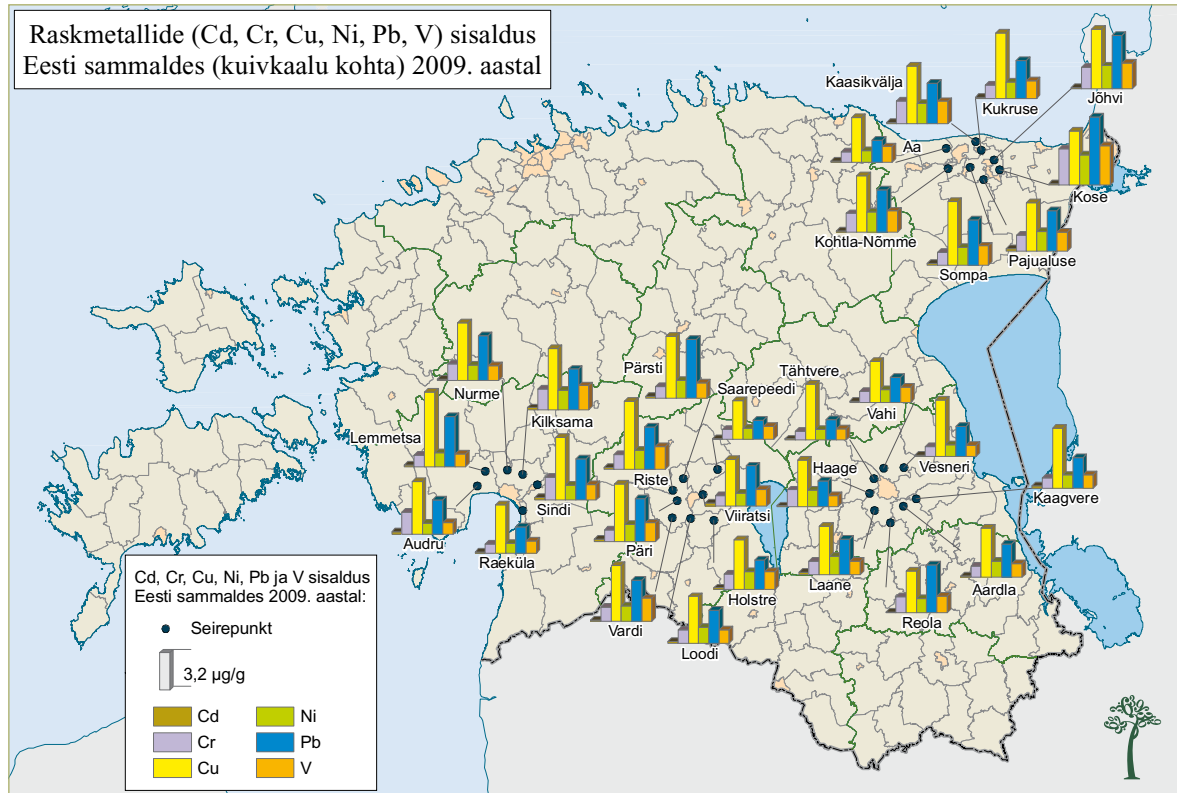 Raskmetallide (Cd, Cr, Cu, Ni, Pb, V) sisaldus
Eesti sammaldes (kuivkaalu kohta) 2009. aastal
Kaasikvälja
Kukruse
Jõhvi
Aa
Kose
Kohtla-Nõmme
Sompa
Pajualuse
Nurme
Kilksama
Pärsti
Saarepeedi
Tähtvere
Vahi
Lemmetsa
Vesneri
Riste
Haage
Kaagvere
Sindi
Viiratsi
Audru
Raeküla
Päri
Laane
Aardla
Holstre
Reola
Vardi
Loodi
Cd, Cr, Cu, Ni, Pb ja V sisaldus
Eesti sammaldes 2009. aastal:
Seirepunkt
3,2 µg/g
Cd Ni
Cr Pb
Cu V